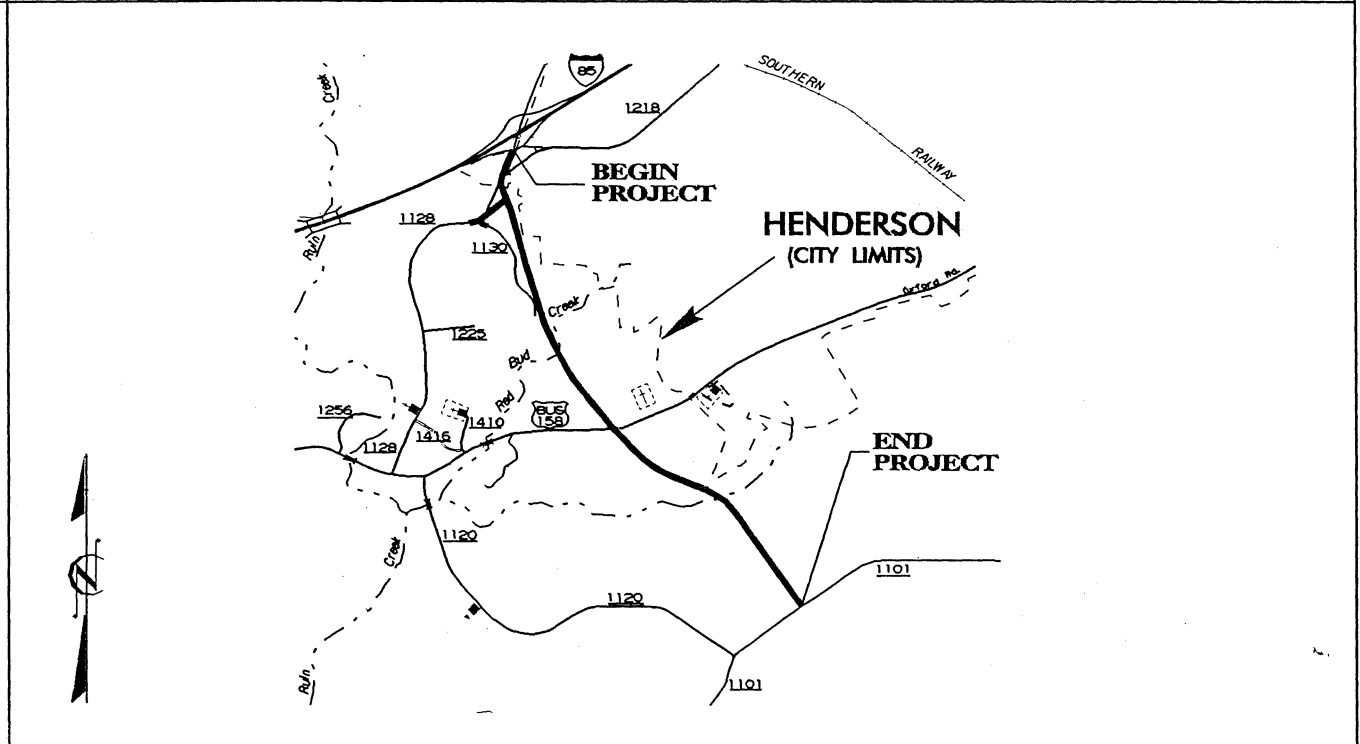 85
SOUTHERN
RAILWAY
Creek
1218
BEGIN
PROJECT
HENDERSON
(CITY LIMITS)
1128
1130
Ruin
Creek
Oxford Rd.
1225
Bud
Red
1256
1410
BUS
158
1416
1128
END
PROJECT
1120
Creek
1101
1120
Ruin
1101
N